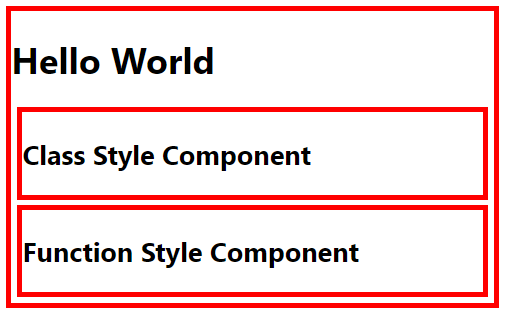 Hello World
Class Style Component
Function Style Component